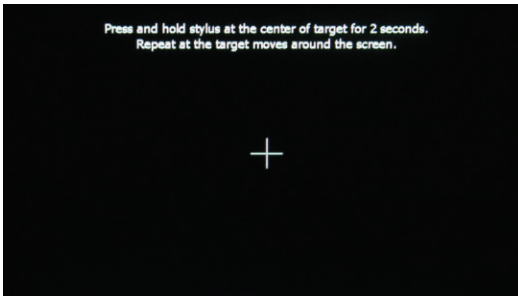 Press and hold stylus at the center of target for 2 seconds.
Repeat at the target moves around the screen.